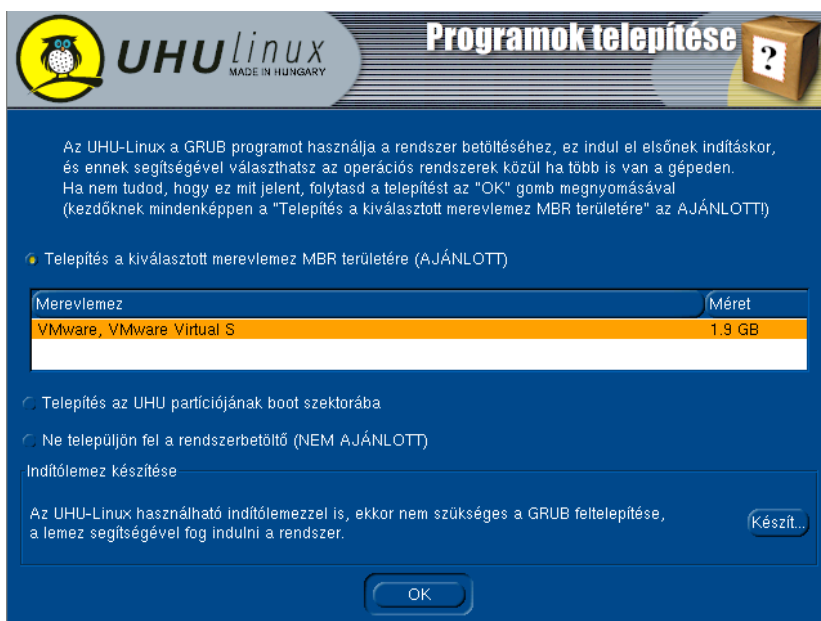 UHU linux
MADE IN HUNGARY
Programok telepítése
?
Az UHU-Linux a GRUB programot használja a rendszer betöltéséhez, ez indul el elsőnek indításkor,
és ennek segítségével választhatsz az operációs rendszerek közül ha több is van a gépeden.
Ha nem tudod, hogy ez mit jelent, folytasd a telepítést az "OK" gomb megnyomásával
(kezdőknek mindenképpen a "Telepítés a kiválasztott merevlemez MBR területére" az AJÁNLOTT!)
Telepítés a kiválasztott merevlemez MBR területére (AJÁNLOTT)
Merevlemez Méret
VMware, VMware Virtual S 1.9 GB
Telepítés az UHU partíciójának boot szektorába
Ne települjön fel a rendszerbetöltő (NEM AJÁNLOTT)
Indítólemez készítése
Az UHU-Linux használható indítólemezzel is, ekkor nem szükséges a GRUB feltelepítése,
a lemez segítségével fog indulni a rendszer.
Készít...
OK